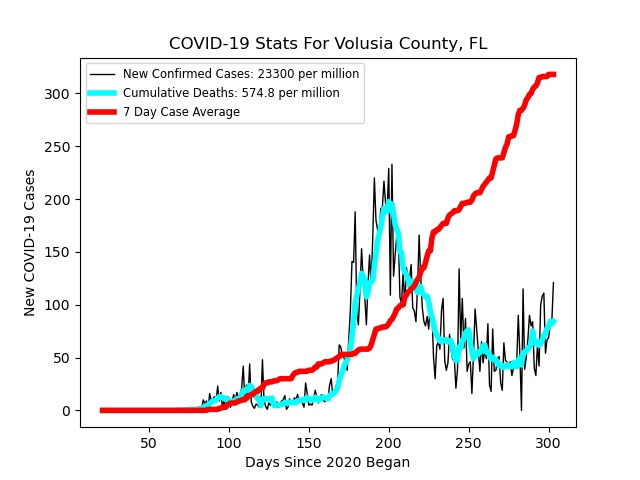 COVID-19 Stats For Volusia County, FL
New Confirmed Cases: 23300 per million
Cumulative Deaths: 574.8 per million
7 Day Case Average
New COVID-19 Cases
300
250
200
150
100
50
0
50 100 150 200 250 300
Days Since 2020 Began